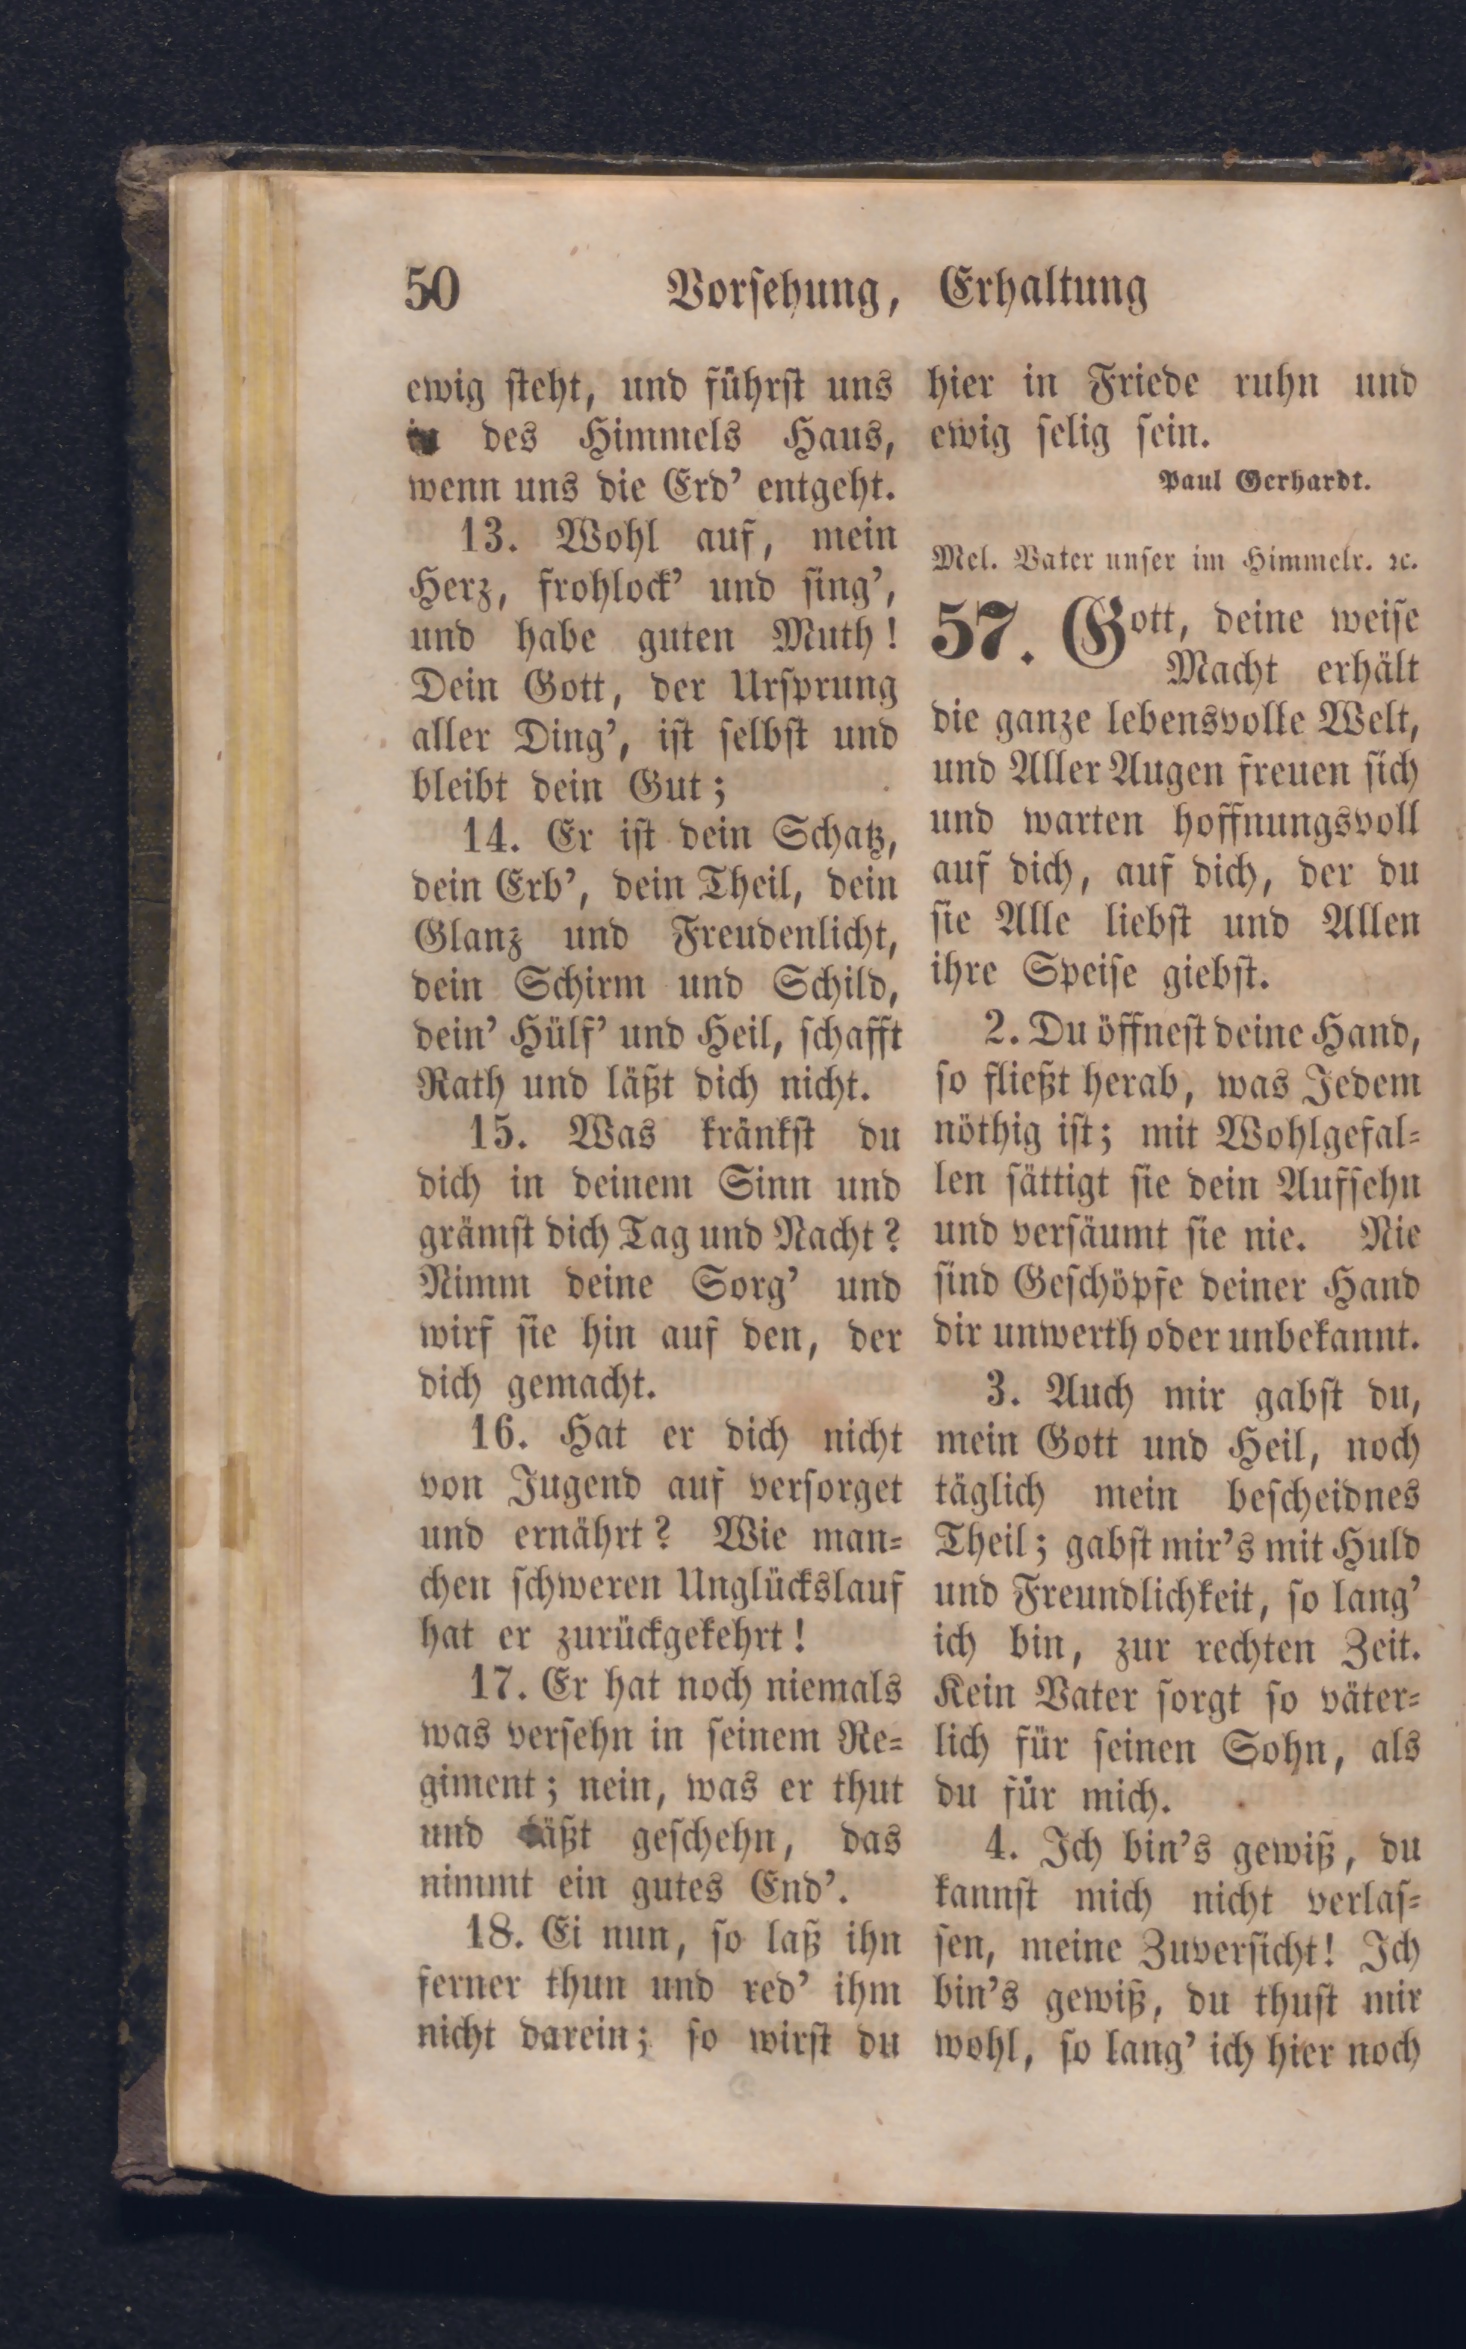 50 Vorsehung, Erhaltung
ewig steht, und führst uns
in des Himmels Haus,
wenn uns die Erd' entgeht.
13. Wohl auf, mein
Herz, frohlock' und sing',
und habe guten Muth!
Dein Gott, der Ursprung
aller Ding', ist selbst und
bleibt dein Gut;
14. Er ist dein Schatz,
dein Erb', dein Theil, dein
Glanz und Freudenlicht,
dein Schirm und Schild,
dein' Hülf' und Heil, schafft
Rath und läßt dich nicht.
15. Was kränkst du
dich in deinem Sinn und
grämst dich Tag und Nacht?
Nimm deine Sorg' und
wirf sie hin auf den, der
dich gemacht.
16. Hat er dich nicht
von Jugend auf versorget
und ernährt? Wie man-
chen schweren Unglückslauf
hat er zurückgekehrt!
17. Er hat noch niemals
was versehn in seinem Re-
giment; nein, was er thut
und läßt geschehn, das
nimmt ein gutes End'.
18. Ei nun, so laß ihn
ferner thun und red' ihm
nicht darein; so wirst du
hier in Friede ruhn und
ewig selig sein.
Paul Gerhardt.
Mel. Vater unser im Himmelr. ꝛc.
57. Gott, deine weise
Macht erhält
die ganze lebensvolle Welt,
und Aller Augen freuen sich
und warten hoffnungsvoll
auf dich, auf dich, der du
sie Alle liebst und Allen
ihre Speise giebst.
2. Du öffnest deine Hand,
so fließt herab, was Jedem
nöthig ist; mit Wohlgefal-
len sättigt sie dein Aufsehn
und versäumt sie nie. Nie
sind Geschöpfe deiner Hand
dir unwerth oder unbekannt.
3. Auch mir gabst du,
mein Gott und Heil, noch
täglich mein bescheidnes
Theil; gabst mir's mit Huld
und Freundlichkeit, so lang'
ich bin, zur rechten Zeit.
Kein Vater sorgt so väter-
lich für seinen Sohn, als
du für mich.
4. Ich bin's gewiß, du
kannst mich nicht verlas-
sen, meine Zuversicht! Ich
bin's gewiß, du thust mir
wohl, so lang' ich hier noch